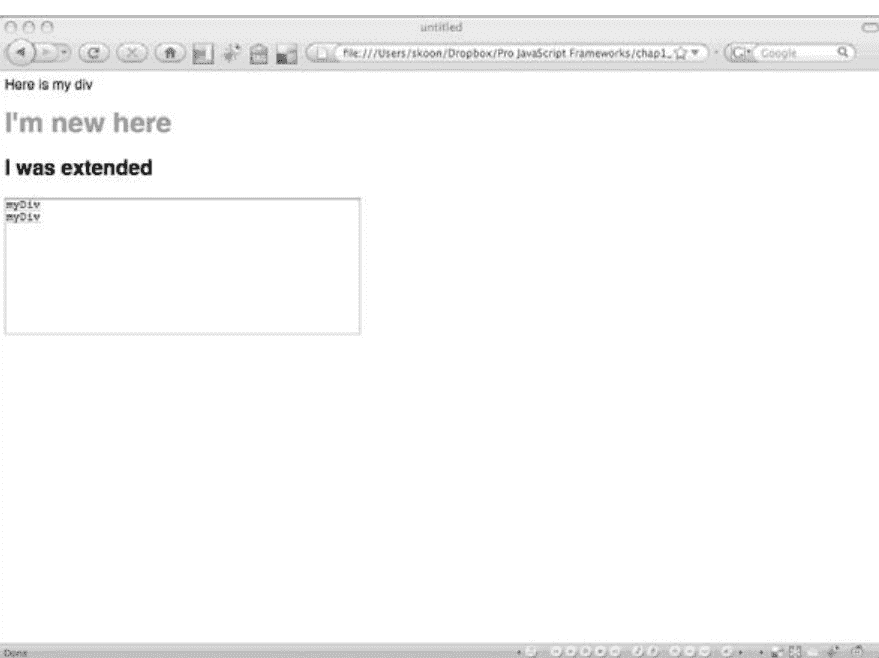 untitled
file:///Users/skoon/Dropbox/Pro JavaScript Frameworks/chap1_
Google
Here is my div
I'm new here
I was extended
myDiv
myDiv
Done